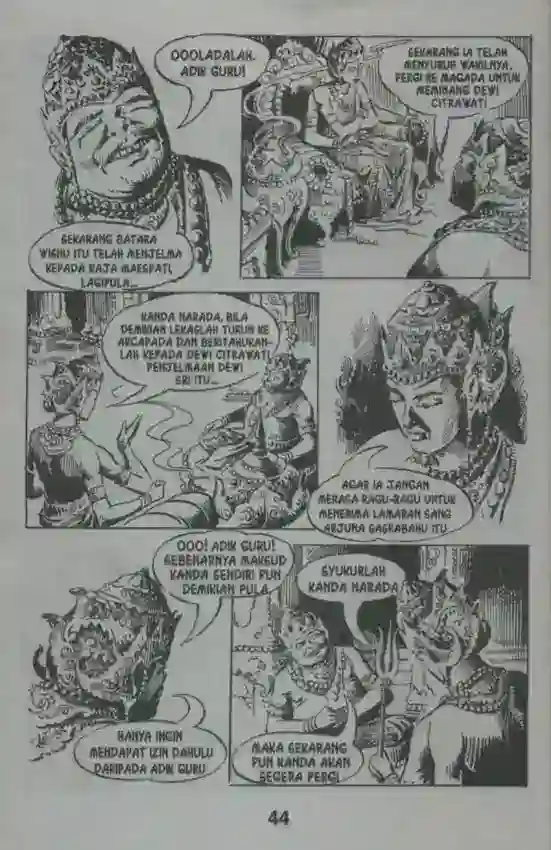 OOOLADALAH,
ADIK GURU!
SEKARANG BATARA
WISNU ITU TELAH MENJELMA
KEPADA RAJA MAESPATI,
LAGIPULA...
SEKARANG IA TELAH
MENYURUH WAKILNYA,
PERGI KE MAGADA UNTUK
MEMINANG DEWI
CITRAWATI
KANDA NARADA, BILA
DEMIKIAN LEKASLAH TURUN KE
ARCAPADA DAN BERITAHUKAN-
LAH KEPADA DEWI CITRAWATI
PENJELMAAN DEWI
SRI ITU...
AGAR IA JANGAN
MERASA RAGU-RAGU UNTUK
MENERIMA LAMARAN SANG
ARJUNA SASRABAHU ITU
OOO! ADIK GURU!
SEBENARNYA MAKSUD
KANDA SENDIRI PUN
DEMIKIAN PULA,
HANYA INGIN
MENDAPAT IZIN DAHULU
DARIPADA ADIK GURU
SYUKURLAH
KANDA NARADA
MAKA SEKARANG
PUN KANDA AKAN
SEGERA PERGI
44